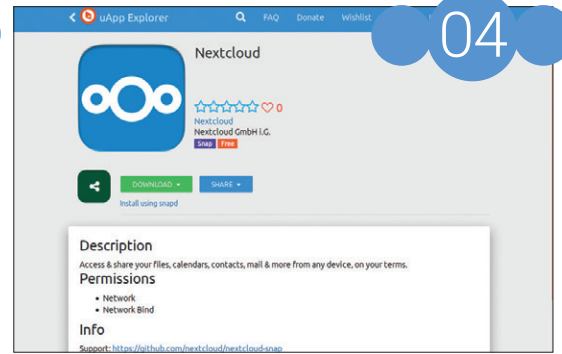 uApp Explorer FAQ Donate Wishlist
04
Nextcloud
0
Nextcloud
Nextcloud GmbH i.G.
Snap Free
DOWNLOAD SHARE
Install using snapd
Description
Access & share your files, calendars, contacts, mail & more from any device, on your terms.
Permissions
• Network
• Network Bind
Info
Support: https://github.com/nextcloud/nextcloud-snap